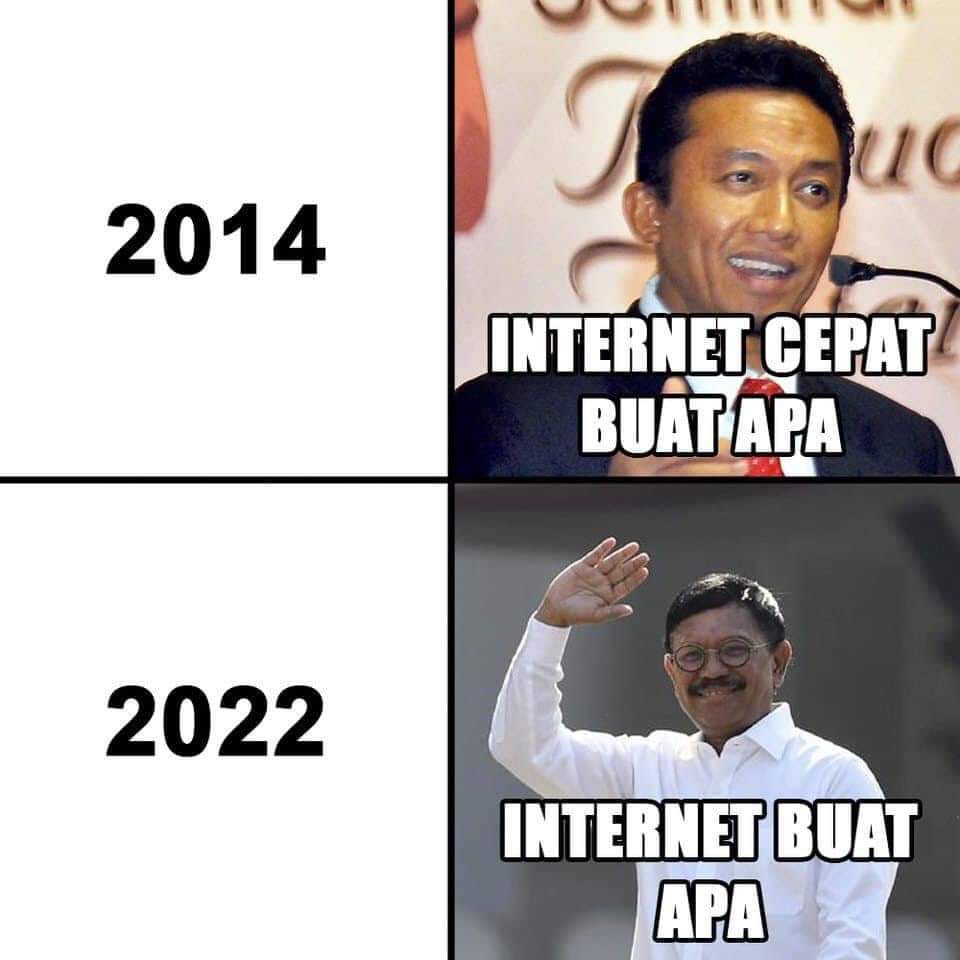 2014
INTERNET CEPAT
BUAT APA
2022
INTERNET BUAT
APA